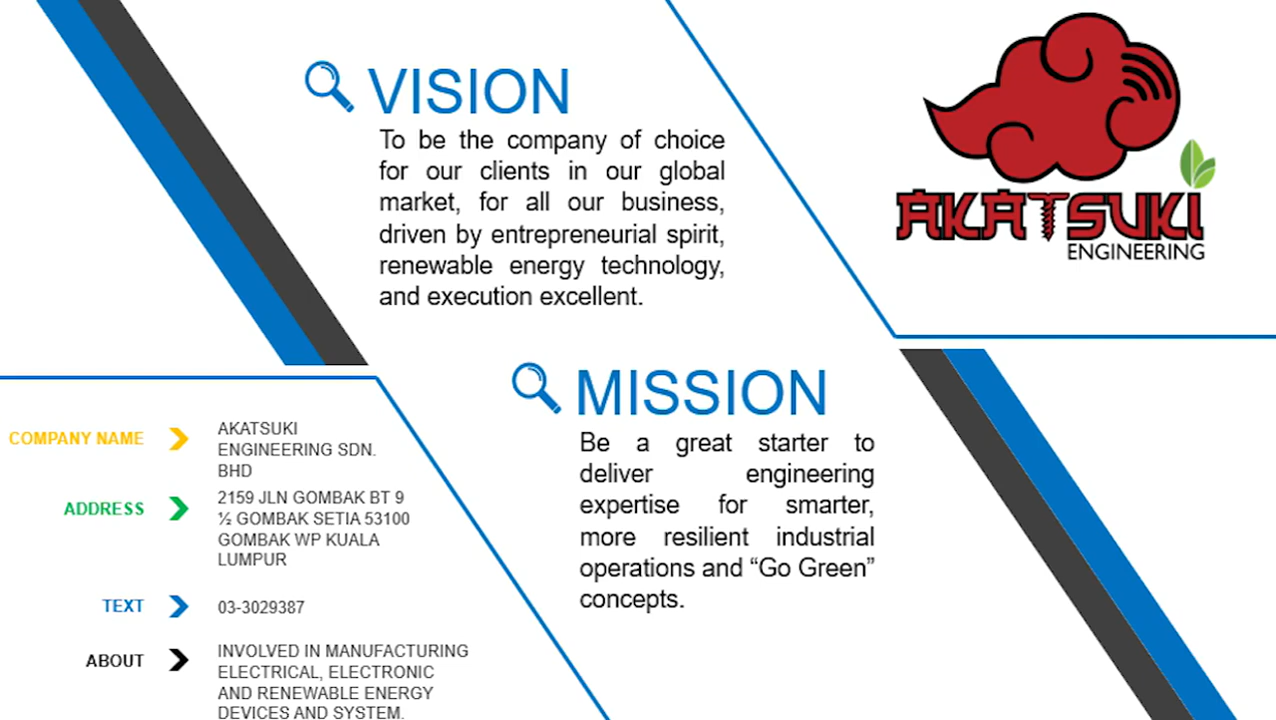 VISION
To be the company of choice
for our clients in our global
market, for all our business,
driven by entrepreneurial spirit,
renewable energy technology,
and execution excellent.
AKATSUKI
ENGINEERING
MISSION
Be a great starter to
deliver engineering
expertise for smarter,
more resilient industrial
operations and “Go Green”
concepts.
COMPANY NAME
AKATSUKI
ENGINEERING SDN.
BHD
ADDRESS
2159 JLN GOMBAK BT 9
½ GOMBAK SETIA 53100
GOMBAK WP KUALA
LUMPUR
TEXT
03-3029387
ABOUT
INVOLVED IN MANUFACTURING
ELECTRICAL, ELECTRONIC
AND RENEWABLE ENERGY
DEVICES AND SYSTEM.